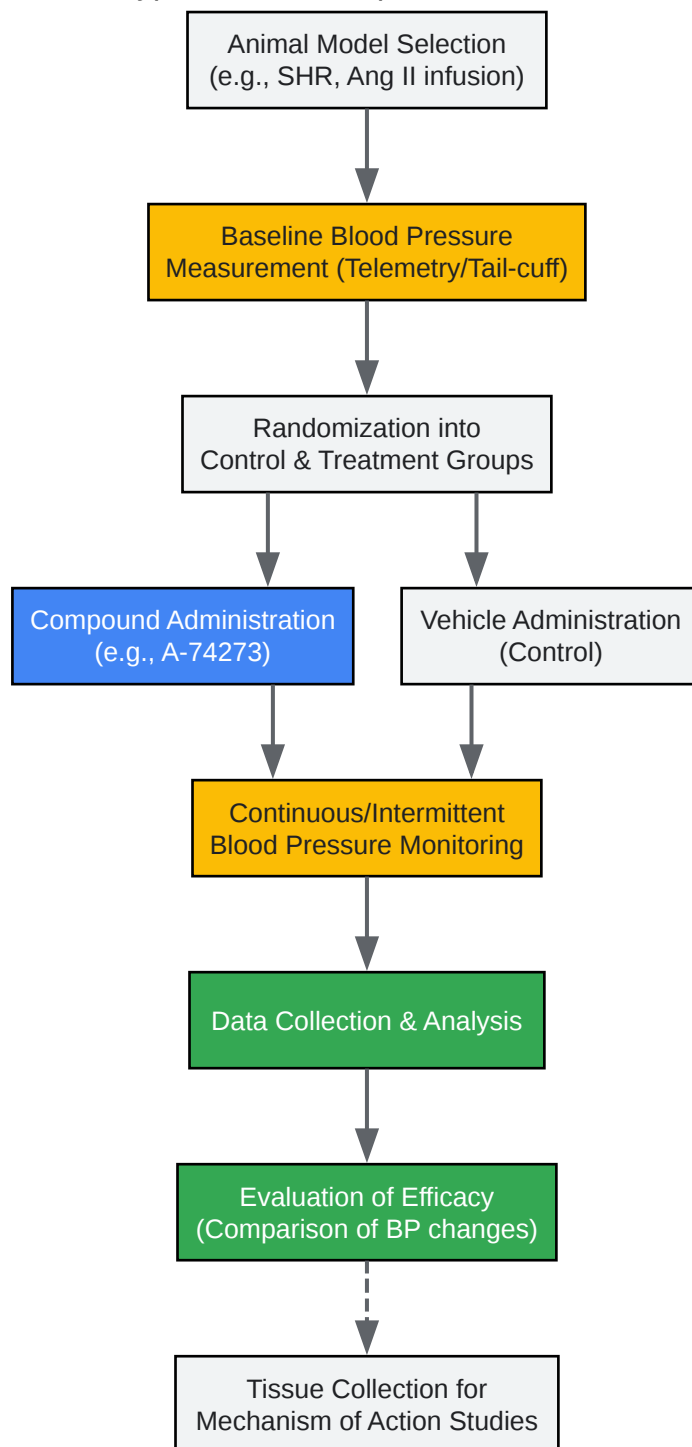 Animal Model Selection
(e.g., SHR, Ang II infusion)
Baseline Blood Pressure
Measurement (Telemetry/Tail-cuff)
Randomization into
Control & Treatment Groups
Compound Administration
(e.g., A-74273)
Vehicle Administration
(Control)
Continuous/Intermittent
Blood Pressure Monitoring
Data Collection & Analysis
Evaluation of Efficacy
(Comparison of BP changes)
Tissue Collection for
Mechanism of Action Studies